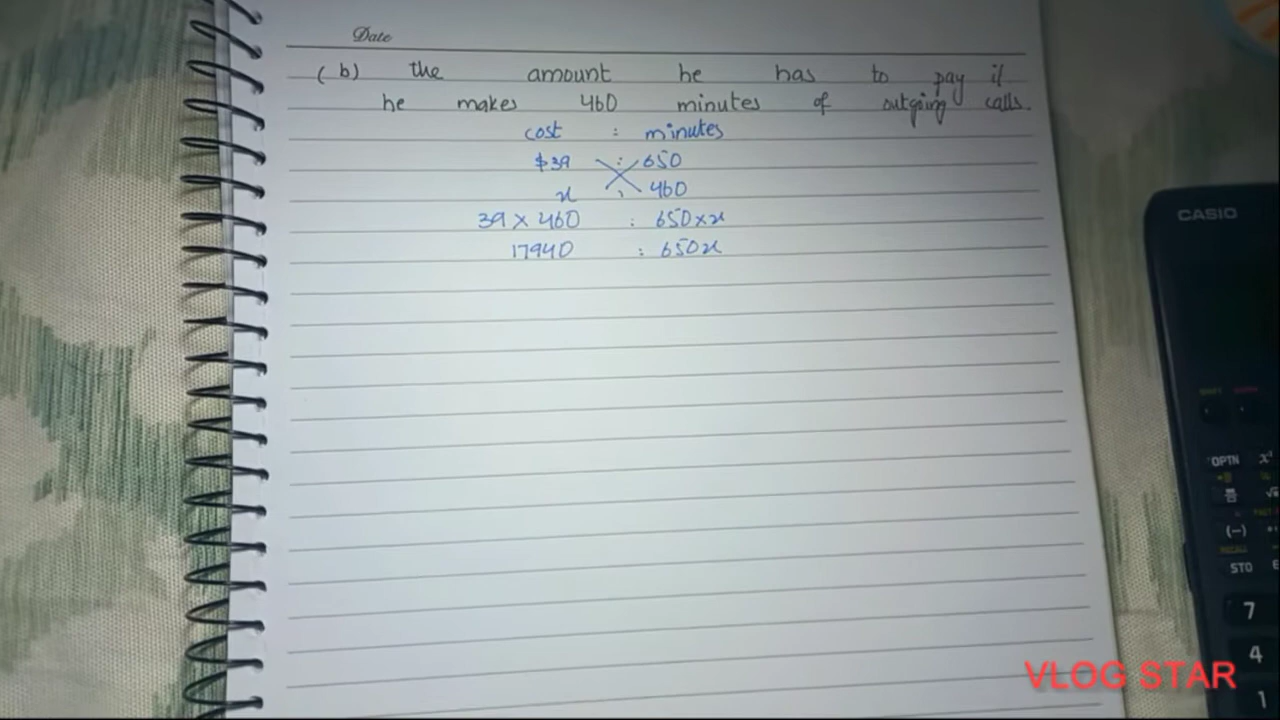 Date
(b) the amount he has to pay if
he makes 460 minutes of outgoing calls.
cost : minutes
$39 : 650
x : 460
39 × 460 : 650 × x
17940 : 650x
CASIO
OPTN x²
(-)
STO
7
4
1
VLOG STAR